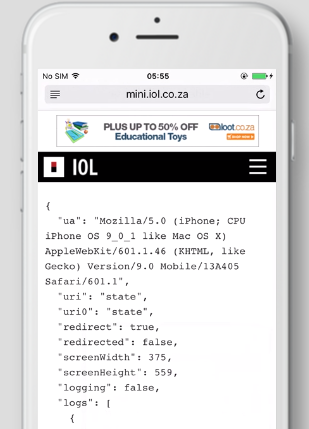 No SIM 05:55
mini.iol.co.za
PLUS UP TO 50% OFF
Educational Toys
loot.co.za
IOL
{
"ua": "Mozilla/5.0 (iPhone; CPU
iPhone OS 9_0_1 like Mac OS X)
AppleWebKit/601.1.46 (KHTML, like
Gecko) Version/9.0 Mobile/13A405
Safari/601.1",
"uri": "state",
"uri0": "state",
"redirect": true,
"redirected": false,
"screenWidth": 375,
"screenHeight": 559,
"logging": false,
"logs": [
{